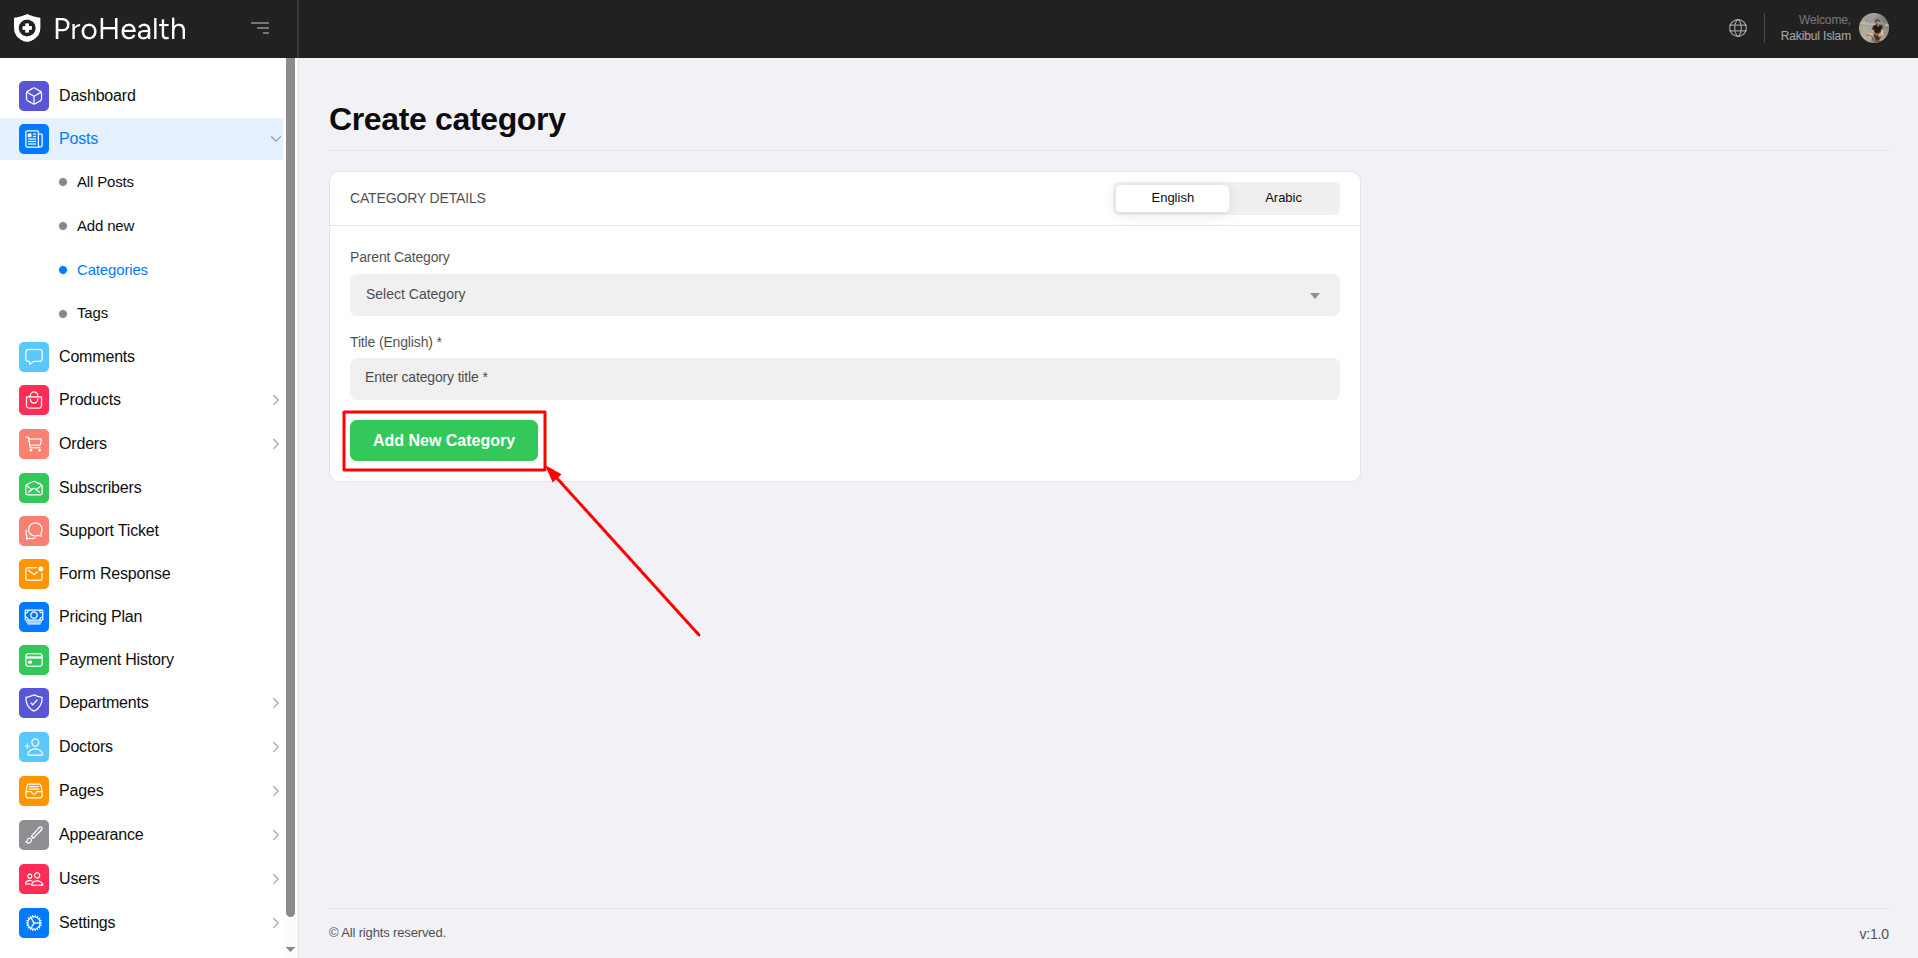 ProHealth
Welcome,
Rakibul Islam
Dashboard
Posts
All Posts
Add new
Categories
Tags
Comments
Products
Orders
Subscribers
Support Ticket
Form Response
Pricing Plan
Payment History
Departments
Doctors
Pages
Appearance
Users
Settings
Create category
CATEGORY DETAILS
English
Arabic
Parent Category
Select Category
Title (English) *
Enter category title *
Add New Category
© All rights reserved.
v:1.0